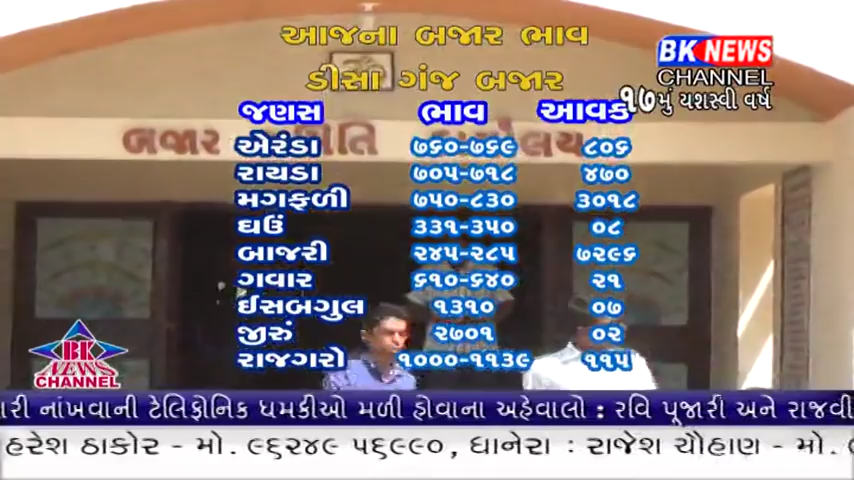 આજના બજાર ભાવ
ડીસા ગંજ બજાર
BK NEWS
CHANNEL
૧૭મું યશસ્વી વર્ષ
જણસ ભાવ આવક
બજાર
એરંડા ૭૬૦-૭૬૯ ૮૦૬
રાયડા ૭૦૫-૭૧૮ ૪૭૦
મગફળી ૭૫૦-૮૩૦ ૩૦૧૮
ઘઉં ૩૩૧-૩૫૦ ૦૮
બાજરી ૨૪૫-૨૮૫ ૭૨૯૬
ગવાર ૬૧૦-૬૪૦ ૨૧
ઈસબગુલ ૧૩૧૦ ૦૭
જીરું ૨૭૦૧ ૦૨
રાજગરો ૧૦૦૦-૧૧૩૯ ૧૧૫
BK
NEWS
CHANNEL
ારી નાંખવાની ટેલિફોનિક ધમકીઓ મળી હોવાના અહેવાલો : રવિ પૂજારી અને રાજવી
હરેશ ઠાકોર - મો. ૯૬૨૪૯ ૫૬૯૯૦, ધાનેરા : રાજેશ ચૌહાણ - મો.